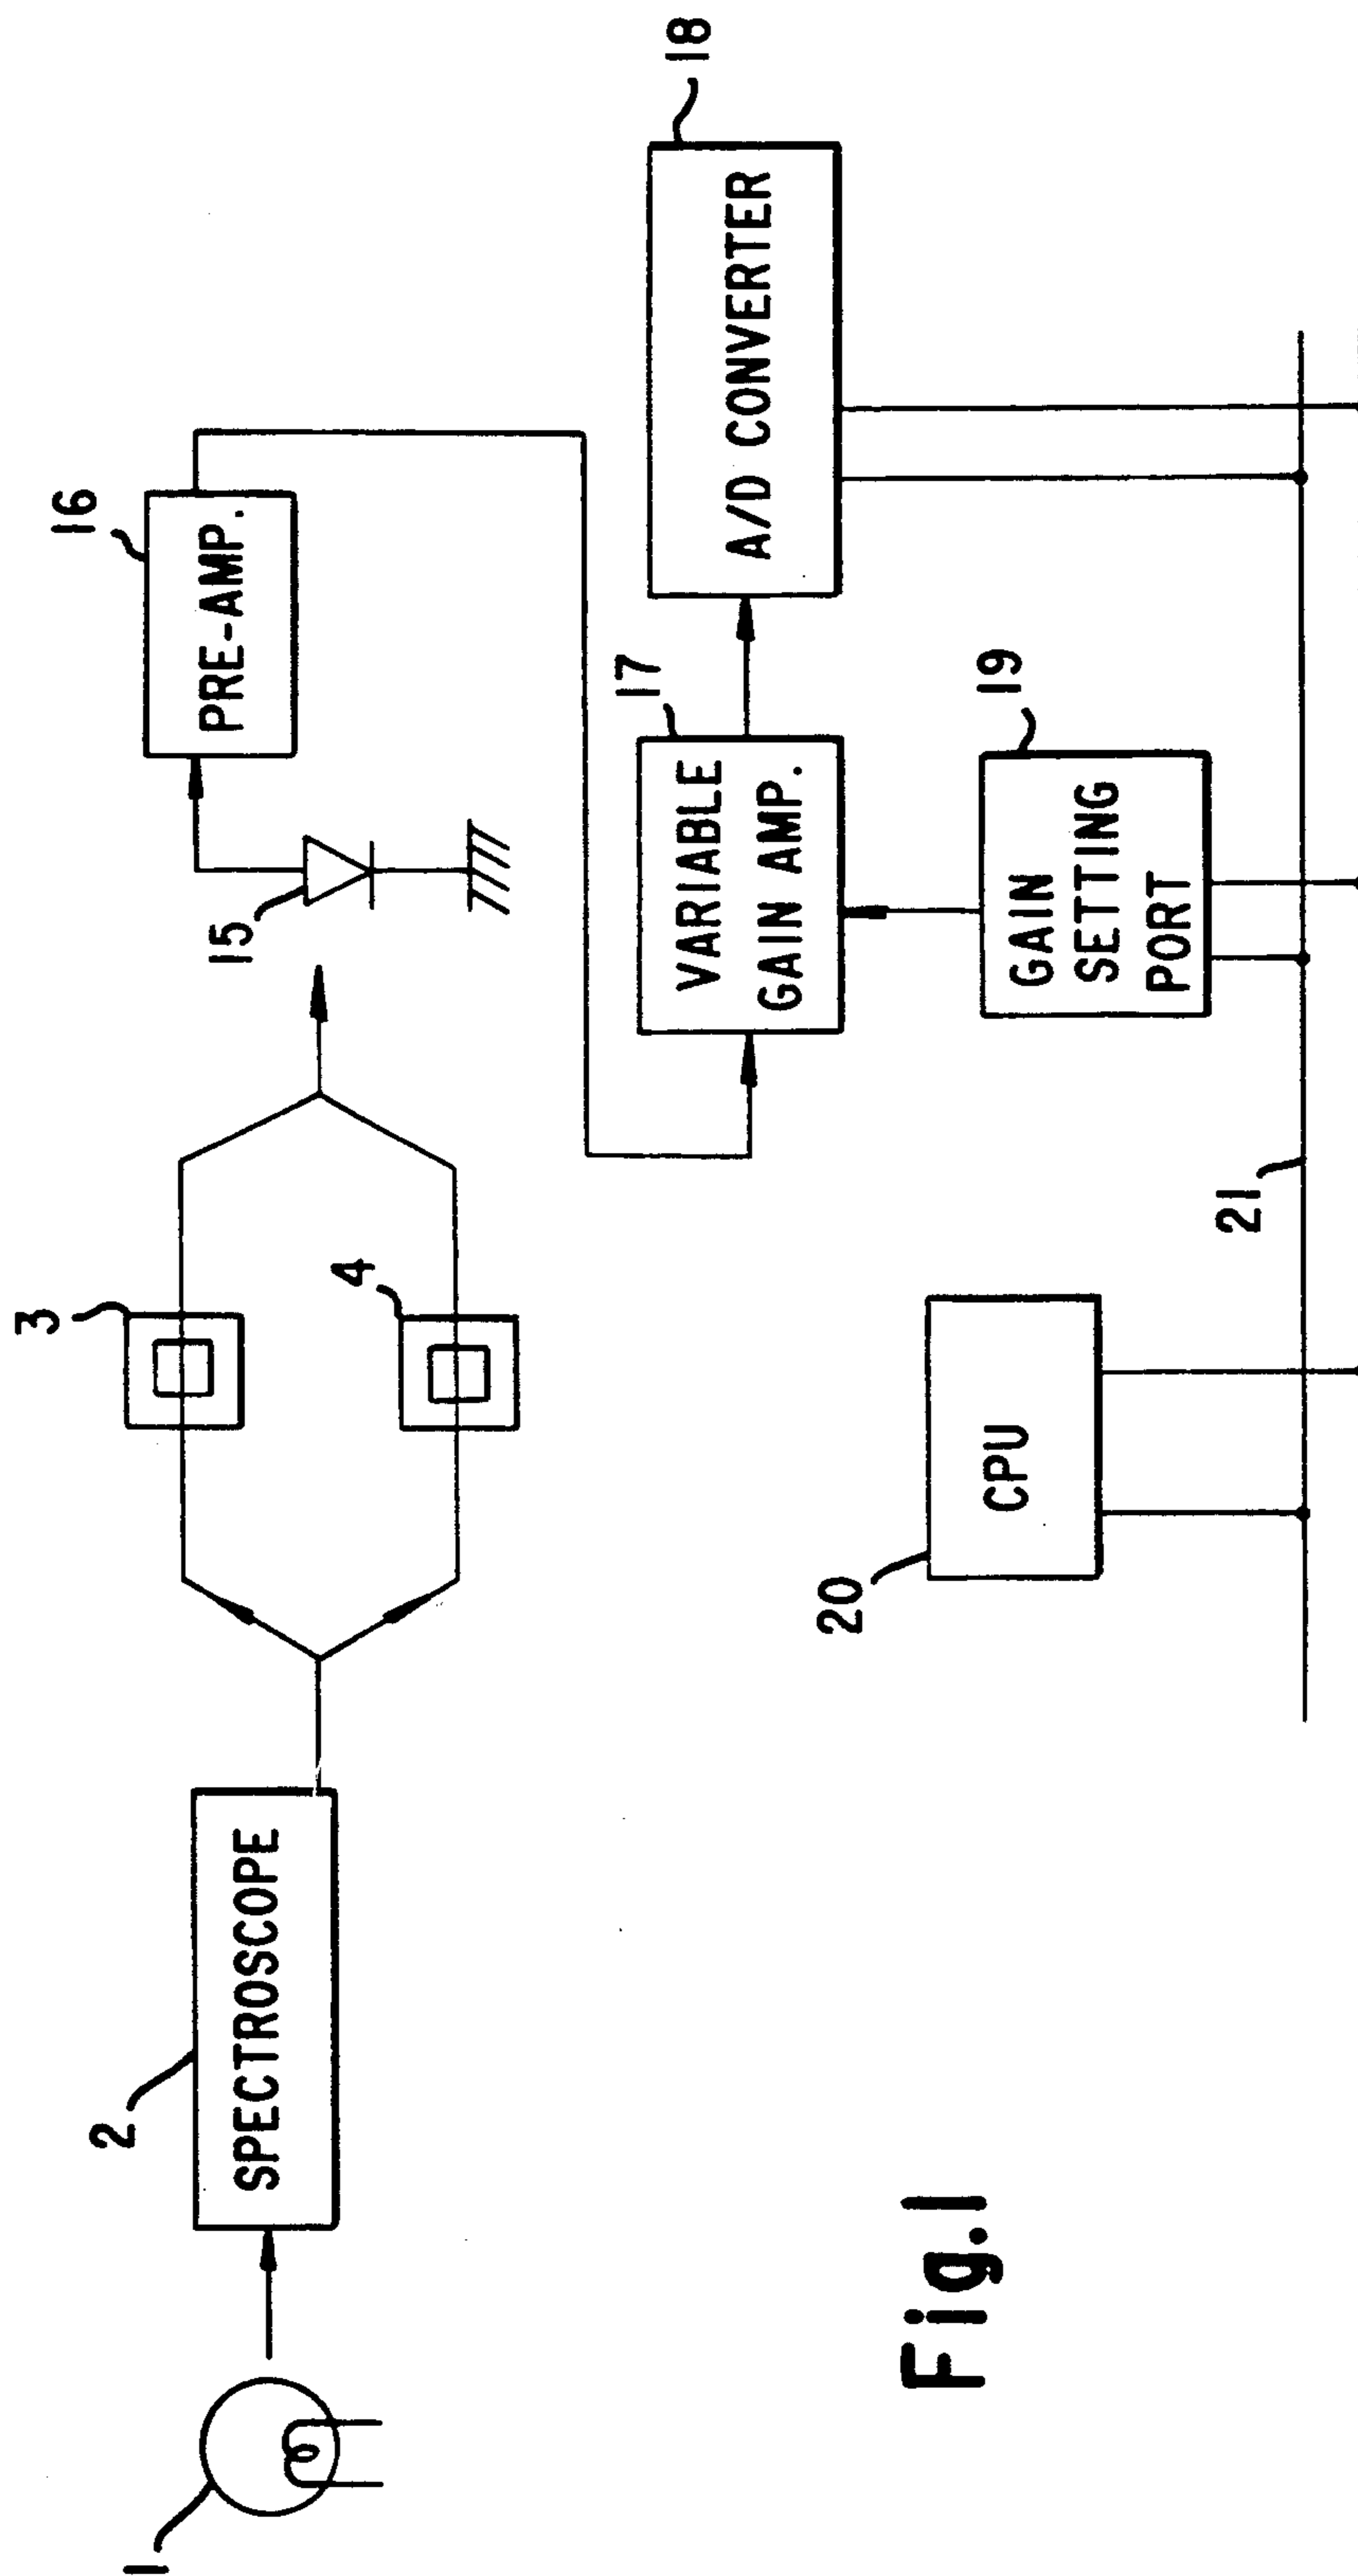 1
2
SPECTROSCOPE
3
4
15
16
PRE-AMP.
17
VARIABLE
GAIN AMP.
18
A/D CONVERTER
19
GAIN
SETTING
PORT
20
CPU
21
Fig.1